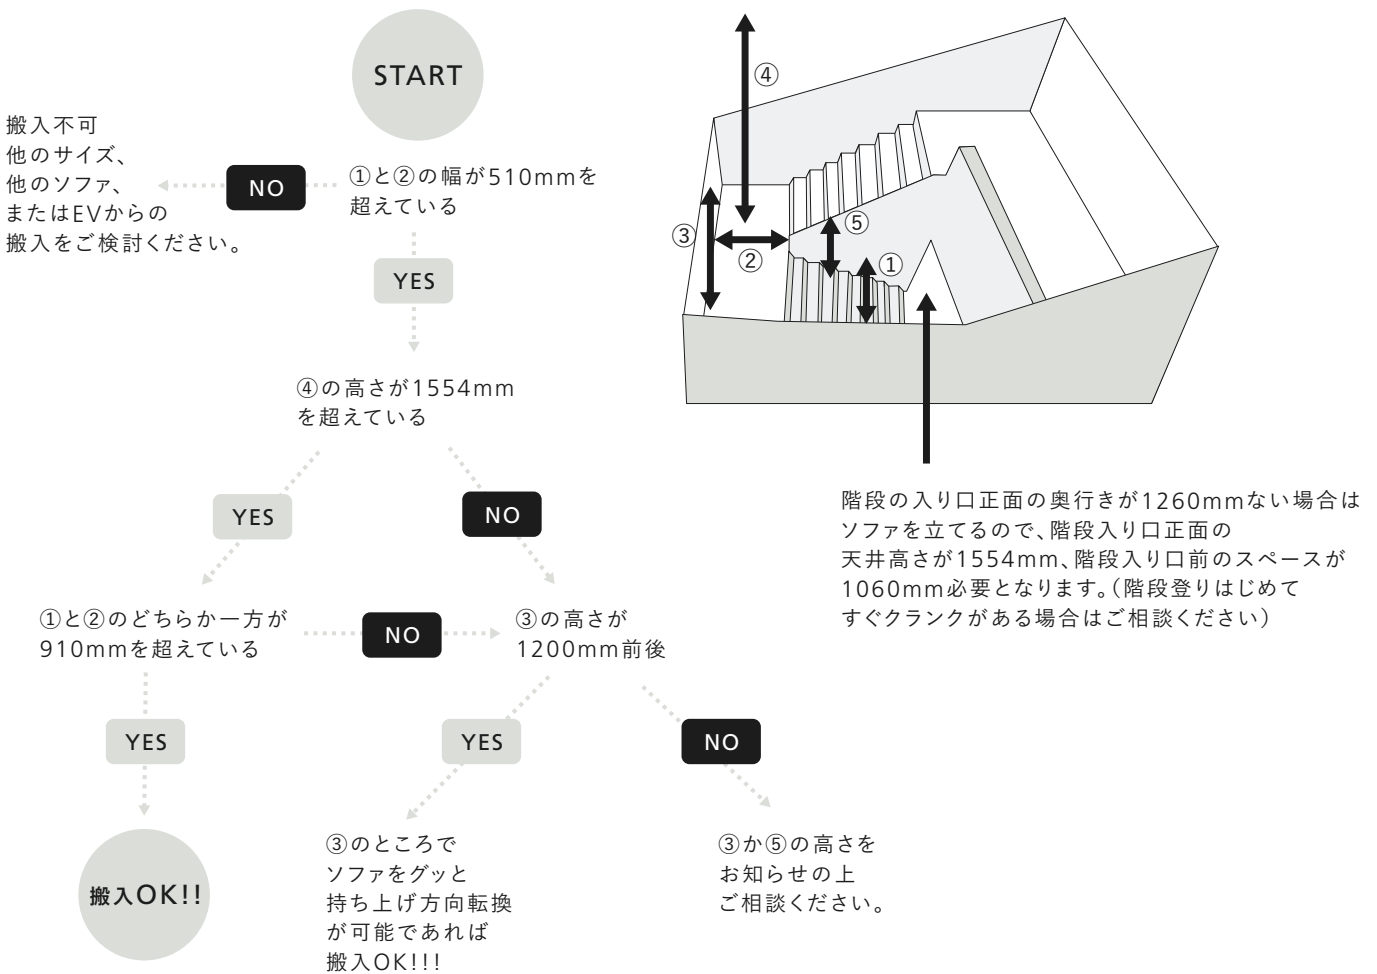 START
①と②の幅が510mmを
超えている
NO
搬入不可
他のサイズ、
他のソファ、
またはEVからの
搬入をご検討ください。
YES
④の高さが1554mm
を超えている
YES
NO
①と②のどちらか一方が
910mmを超えている
NO
③の高さが
1200mm前後
YES
YES
NO
搬入OK!!
③のところで
ソファをグッと
持ち上げ方向転換
が可能であれば
搬入OK!!!
③か⑤の高さを
お知らせの上
ご相談ください。
④
③
②
⑤
①
階段の入り口正面の奥行きが1260mmない場合は
ソファを立てるので、階段入り口正面の
天井高さが1554mm、階段入り口前のスペースが
1060mm必要となります。（階段登りはじめて
すぐクランクがある場合はご相談ください）